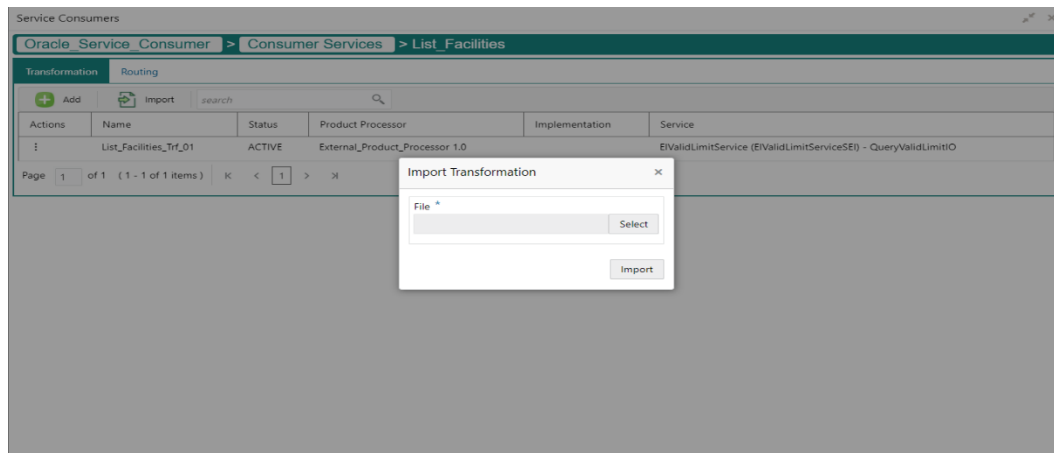 Service Consumers
Oracle_Service_Consumer > Consumer Services > List_Facilities
Transformation Routing
Add Import search
Actions Name Status Product Processor Implementation Service
List_Facilities_Trf_01 ACTIVE External_Product_Processor 1.0 EIValidLimitService (EIValidLimitServiceSEI) - QueryValidLimitIO
Page 1 of 1 (1 - 1 of 1 items) 1
Import Transformation
File *
Select
Import